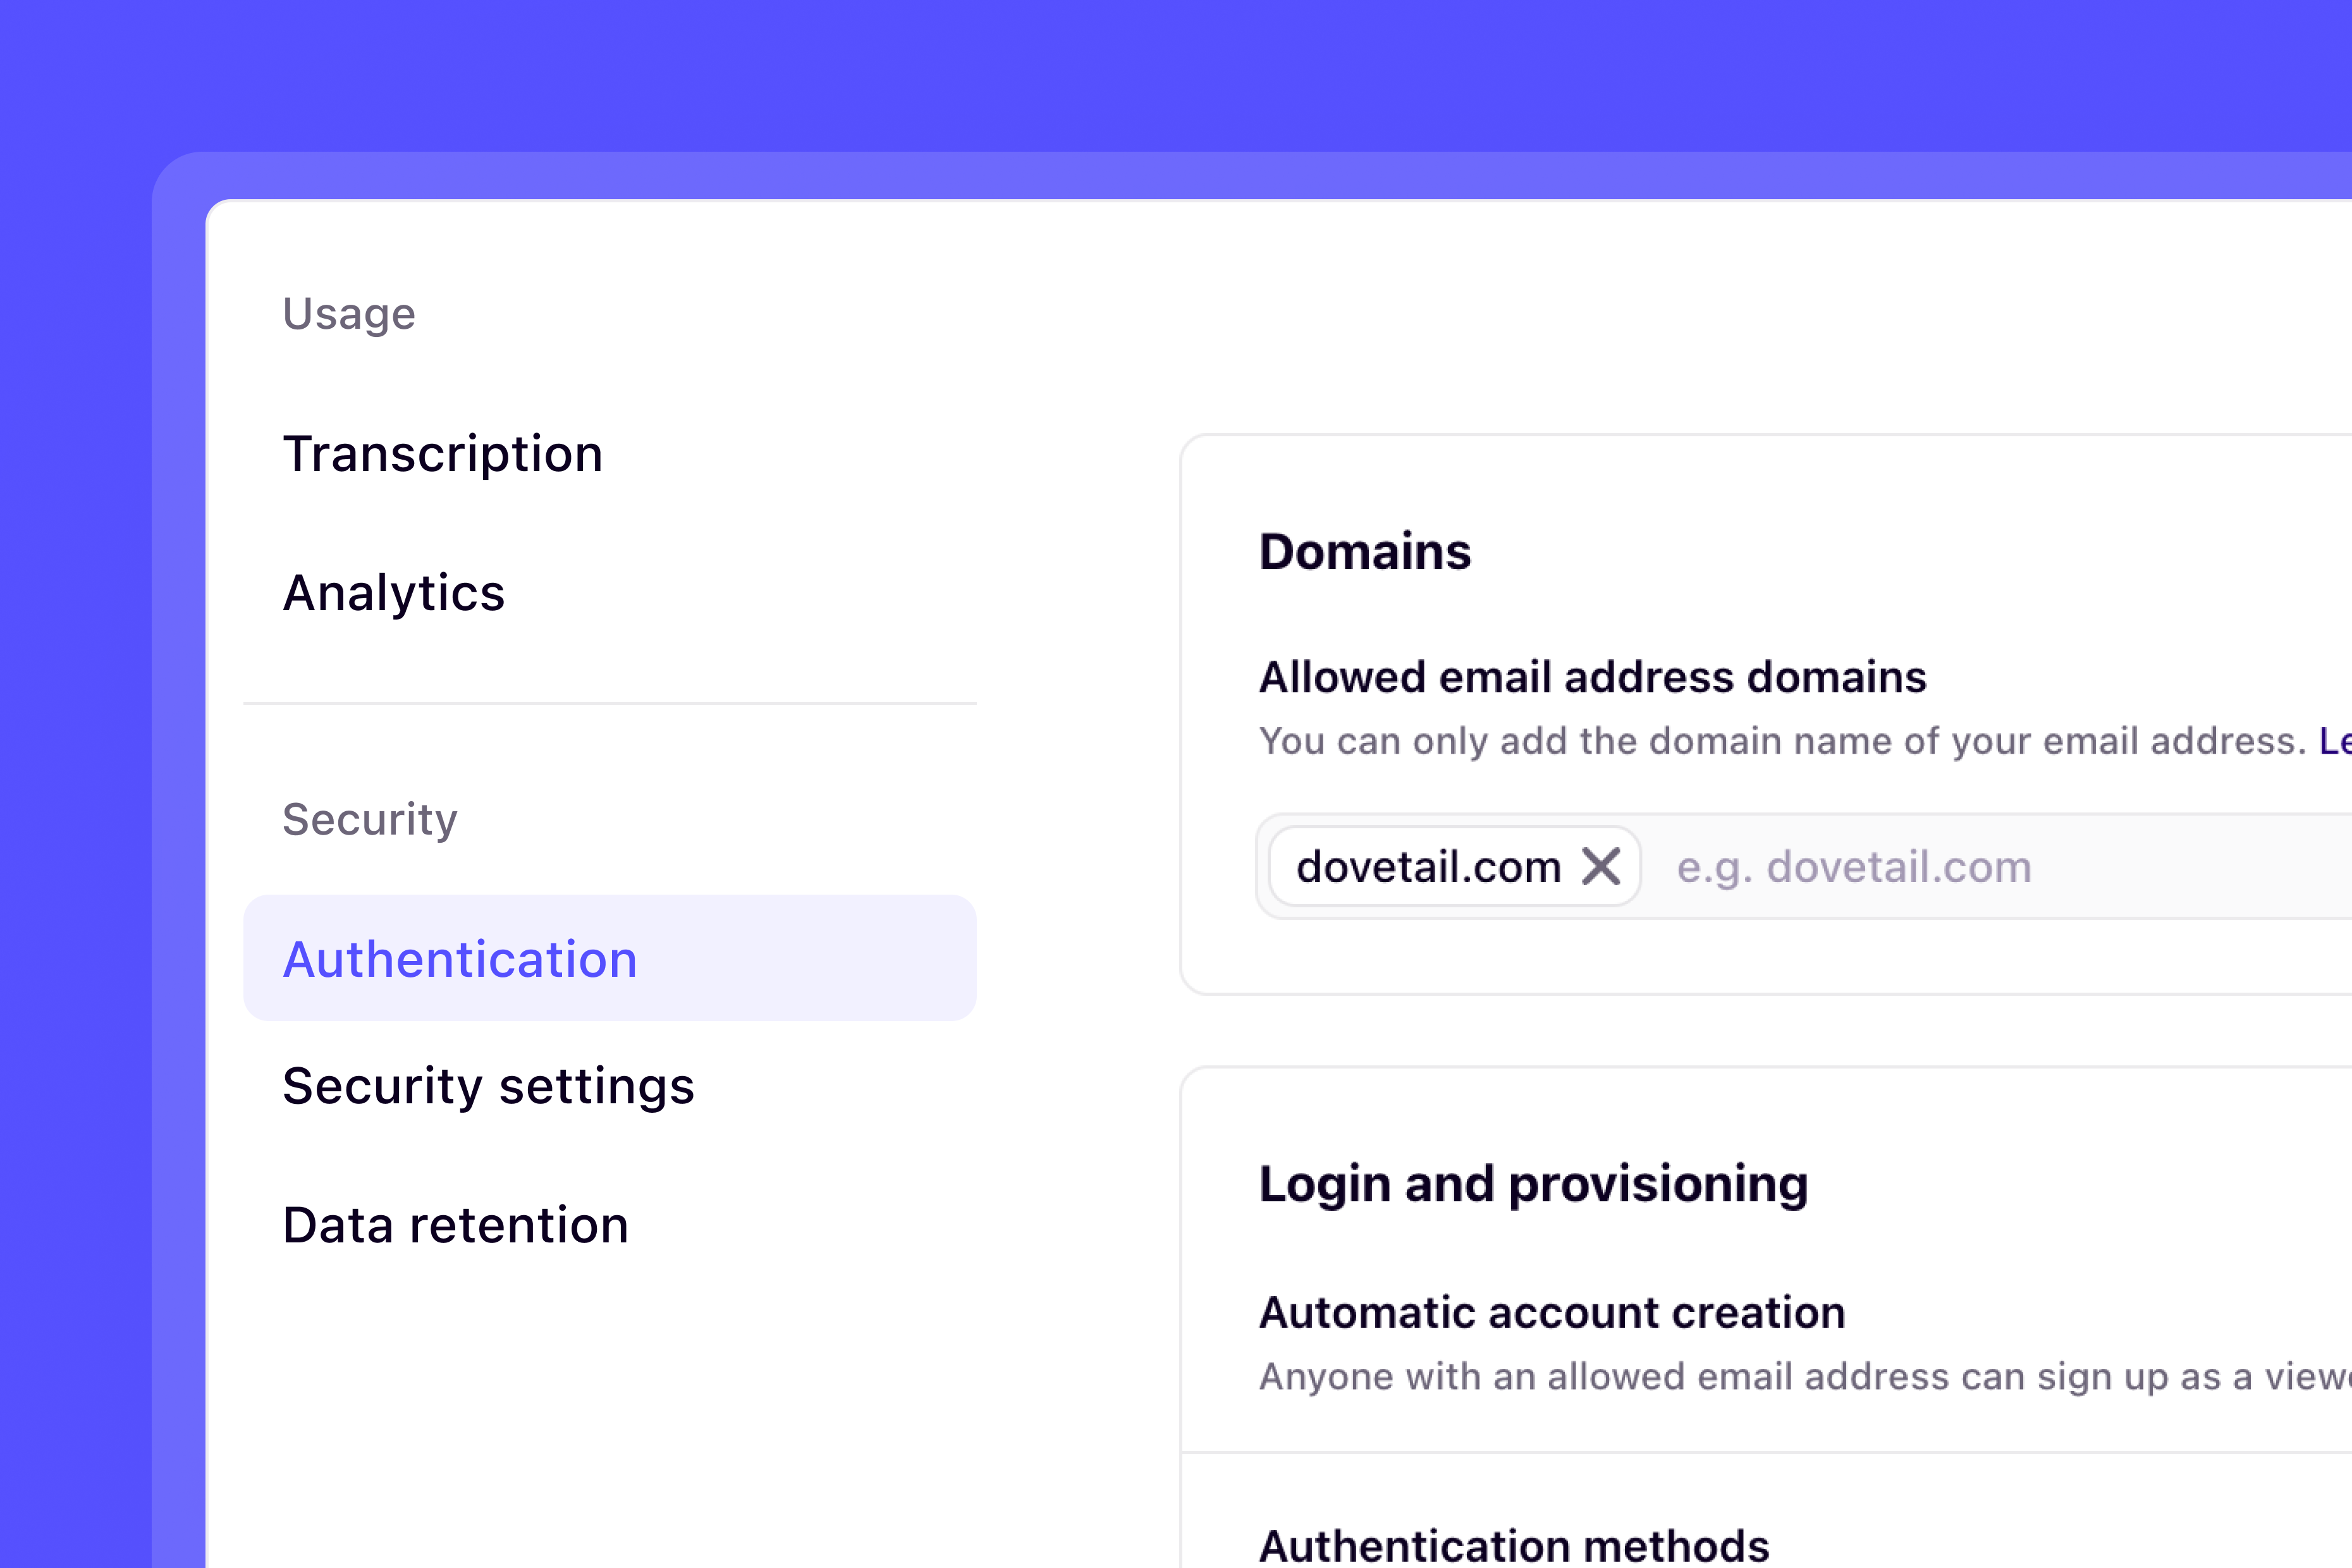 Usage
Transcription
Analytics
Security
Authentication
Security settings
Data retention
Domains
Allowed email address domains
You can only add the domain name of your email address.
dovetail.com e.g. dovetail.com
Login and provisioning
Automatic account creation
Anyone with an allowed email address can sign up as a
Authentication methods